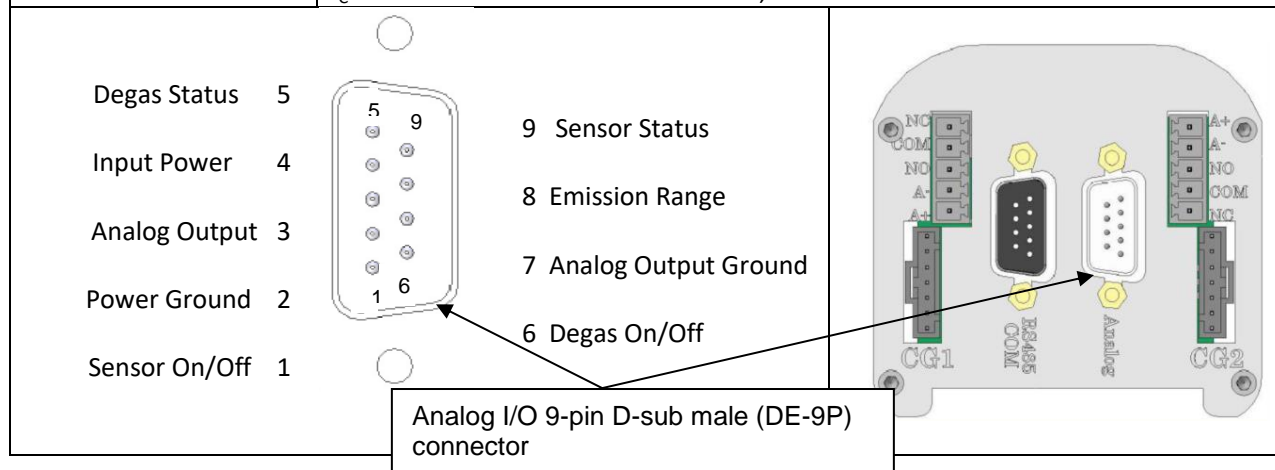 Degas Status 5
Input Power 4
Analog Output 3
Power Ground 2
Sensor On/Off 1
5
9
1
6
9 Sensor Status
8 Emission Range
7 Analog Output Ground
6 Degas On/Off
Analog I/O 9-pin D-sub male (DE-9P)
connector
NC
COM
NO
A-
A+
A+
A-
NO
COM
NC
CG1
RS485
COM
Analog
CG2